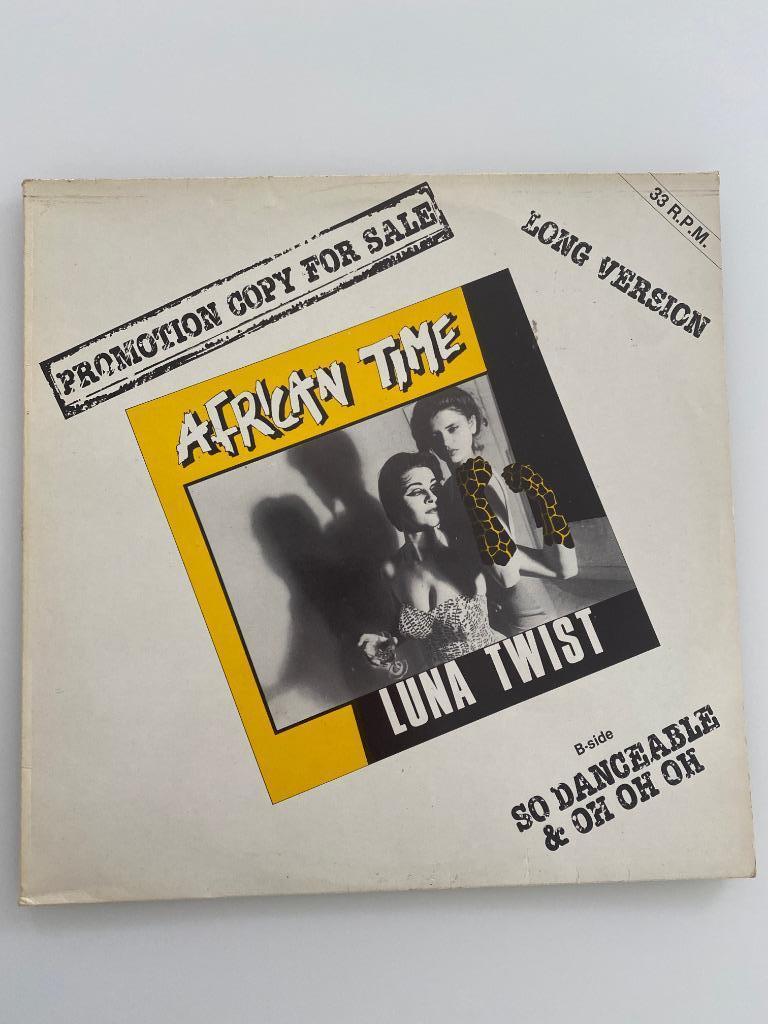 PROMOTION COPY FOR SALE
33 R.P.M.
LONG VERSION
AFRICAN TIME
LUNA TWIST
B-side
SO DANCEABLE
& OH OH OH